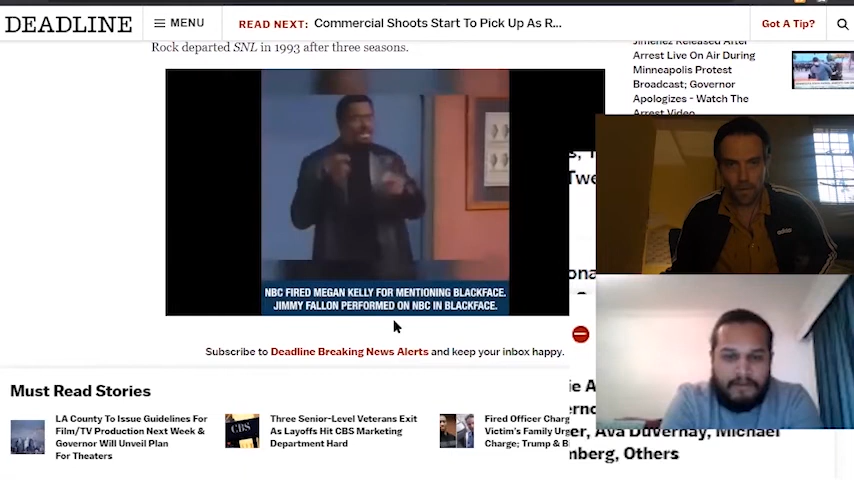 DEADLINE
MENU
READ NEXT: Commercial Shoots Start To Pick Up As R...
Got A Tip?
Rock departed SNL in 1993 after three seasons.
NBC FIRED MEGAN KELLY FOR MENTIONING BLACKFACE.
JIMMY FALLON PERFORMED ON NBC IN BLACKFACE.
Subscribe to Deadline Breaking News Alerts and keep your inbox happy.
Jimenez Released After
Arrest Live On Air During
Minneapolis Protest
Broadcast; Governor
Apologizes - Watch The
Arrest Video
Must Read Stories
LA County To Issue Guidelines For
Film/TV Production Next Week &
Governor Will Unveil Plan
For Theaters
CBS
Three Senior-Level Veterans Exit
As Layoffs Hit CBS Marketing
Department Hard
Fired Officer Charg
Victim's Family Urg
Charge; Trump & B
er, Ava DuVernay, Michael
nberg, Others